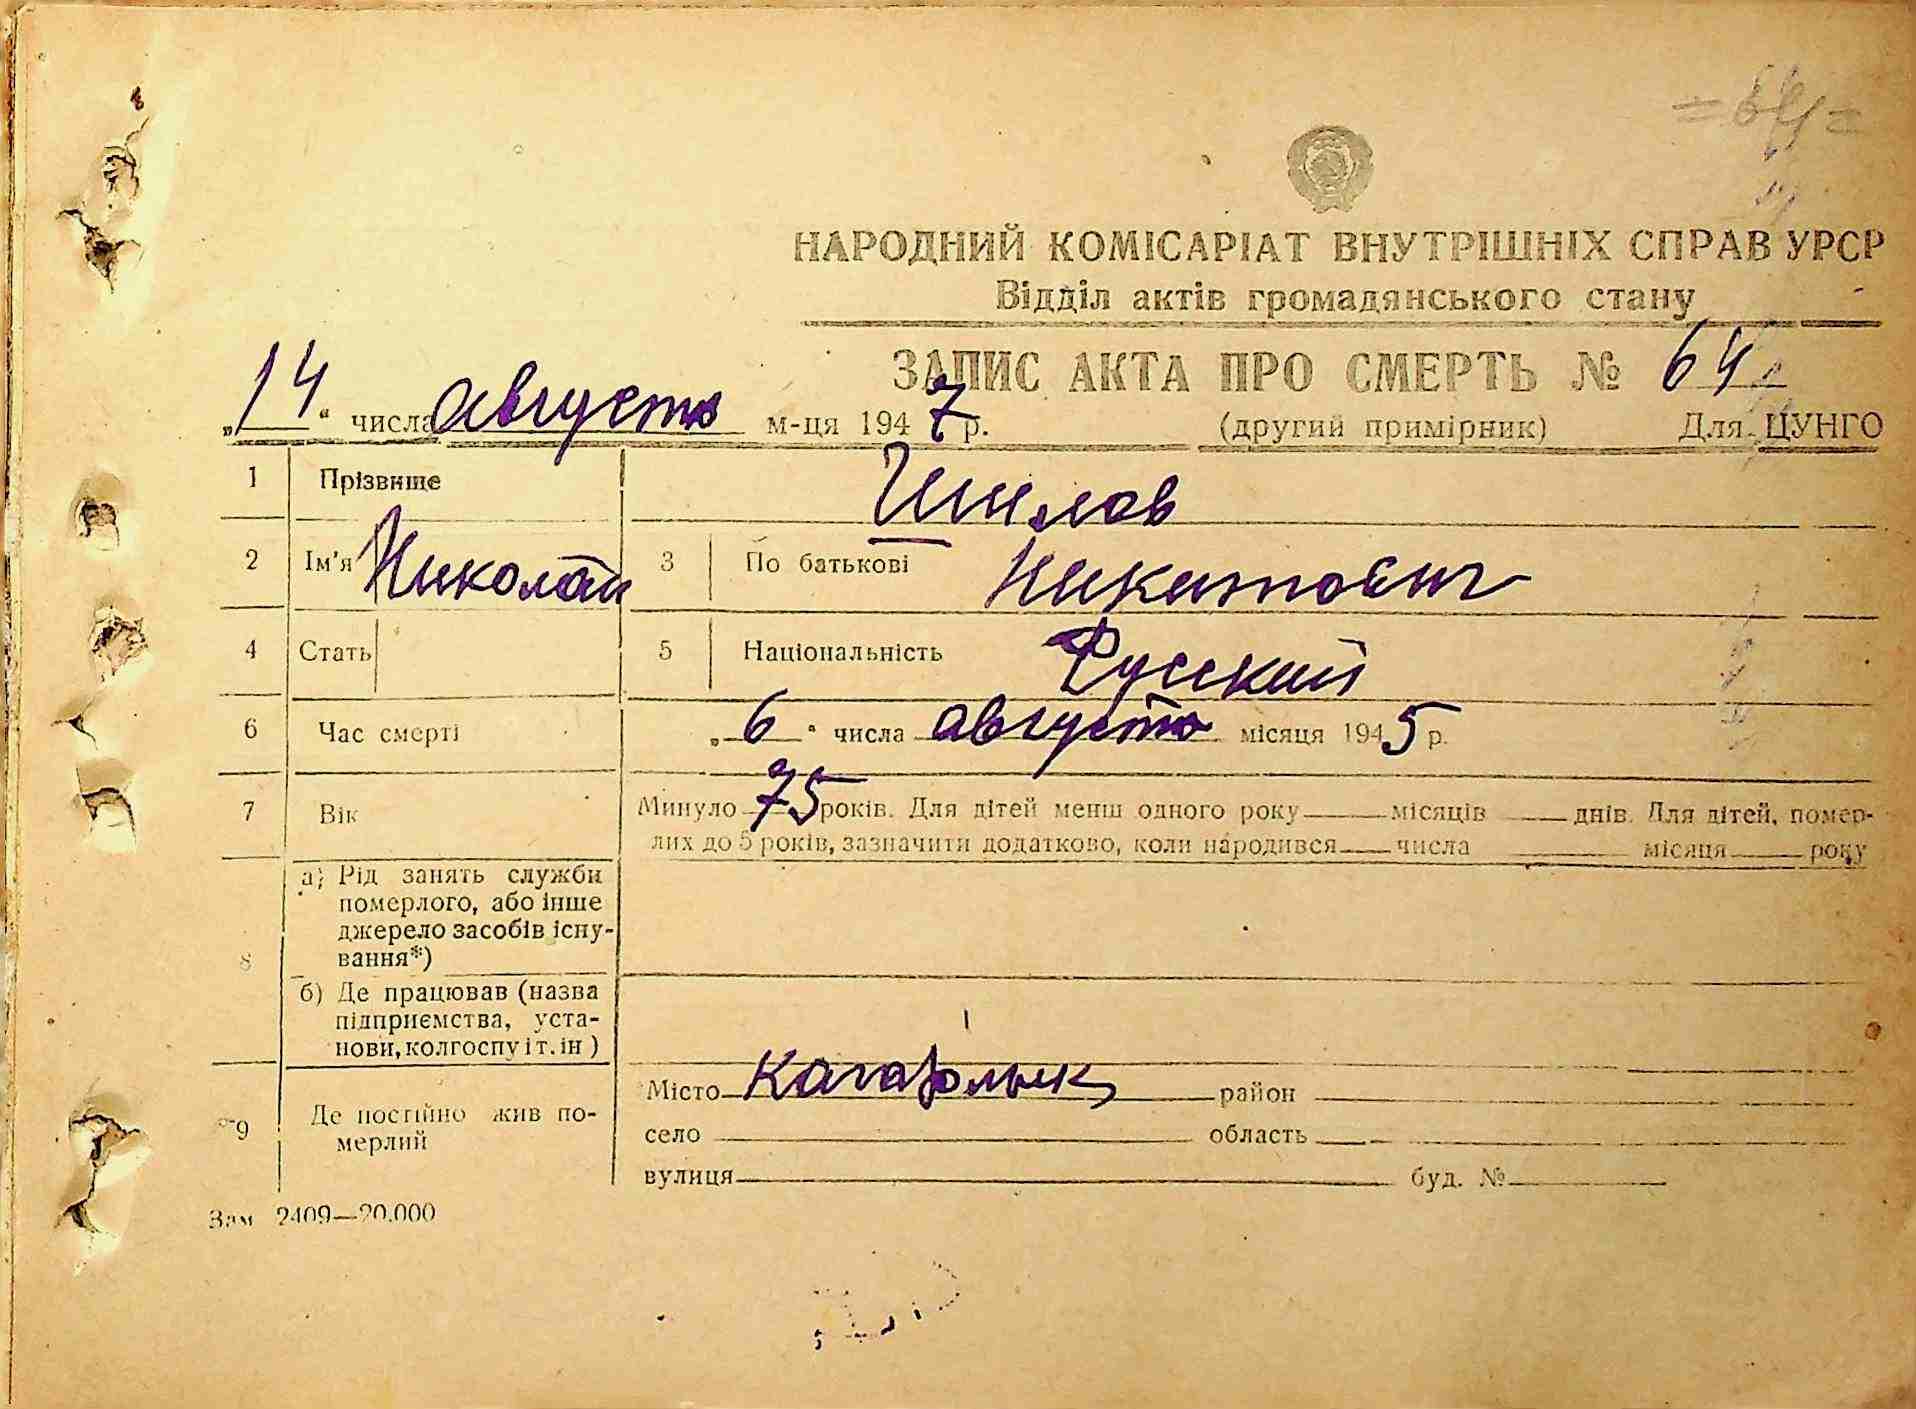 = 64 =
НАРОДНИЙ КОМІСАРІАТ ВНУТРІШНІХ СПРАВ УРСР
Відділ актів громадянського стану
ЗАПИС АКТА ПРО СМЕРТЬ № 64
„14“ числа августа м-ця 1947 р. (другий примірник) Для ЦУНГО
1 Прізвище Шилов
2 Ім'я Николай 3 По батькові Никитович
4 Стать 5 Національність Русский
6 Час смерті „6“ числа августа місяця 1945 р.
7 Вік Минуло 75 років. Для дітей менш одного року місяців днів. Для дітей, помер-
лих до 5 років, зазначити додатково, коли народився числа місяця року
8 а) Рід занять служби
померлого, або інше
джерело засобів існу-
вання*)
б) Де працював (назва
підприємства, уста-
нови, колгоспу і т. ін)
9 Де постійно жив по-
мерлий
Місто Кагарлык район
село область
вулиця буд. №
Зам 2409—20.000